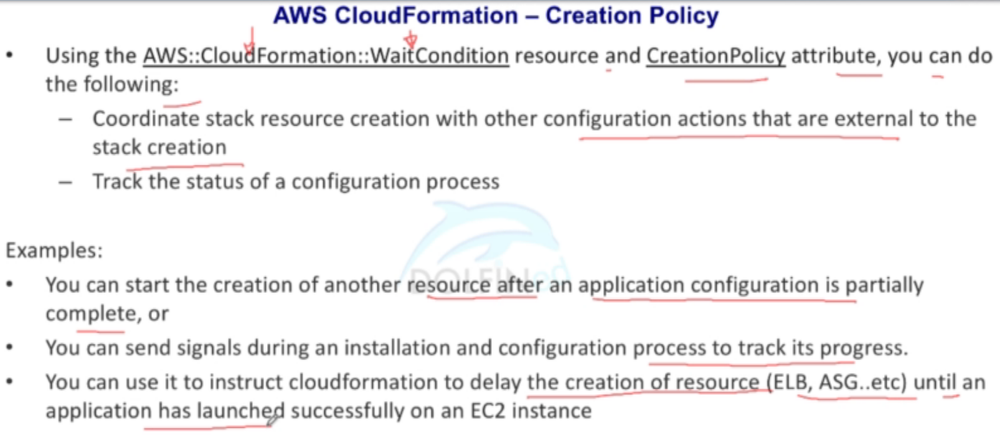 AWS CloudFormation – Creation Policy
• Using the AWS::CloudFormation::WaitCondition resource and CreationPolicy attribute, you can do
the following:
– Coordinate stack resource creation with other configuration actions that are external to the
stack creation
– Track the status of a configuration process
DOLFINed
Examples:
• You can start the creation of another resource after an application configuration is partially
complete, or
• You can send signals during an installation and configuration process to track its progress.
• You can use it to instruct cloudformation to delay the creation of resource (ELB, ASG..etc) until an
application has launched successfully on an EC2 instance